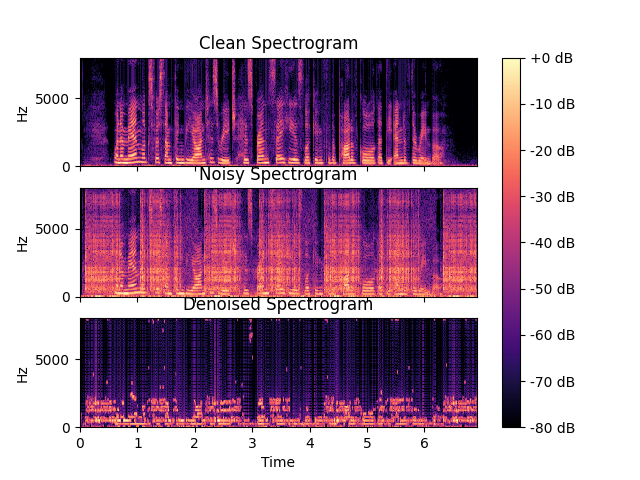 Clean Spectrogram
Hz
5000
0
Noisy Spectrogram
Hz
5000
0
Denoised Spectrogram
Hz
5000
0
0 1 2 3 4 5 6
Time
+0 dB
-10 dB
-20 dB
-30 dB
-40 dB
-50 dB
-60 dB
-70 dB
-80 dB